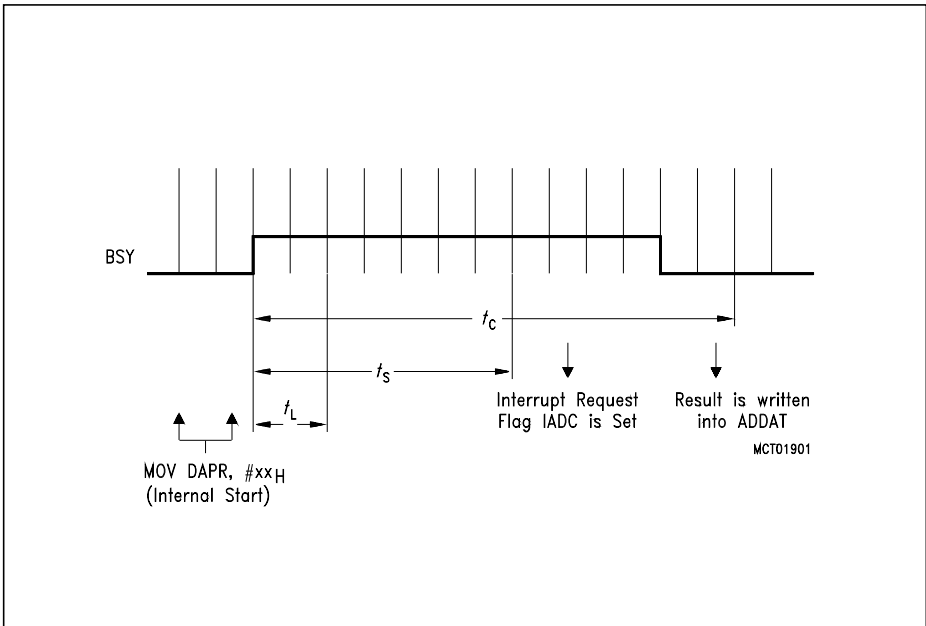 BSY
tC
tS
tL
Interrupt Request
Flag IADC is Set
Result is written
into ADDAT
MCT01901
MOV DAPR, #xxH
(Internal Start)